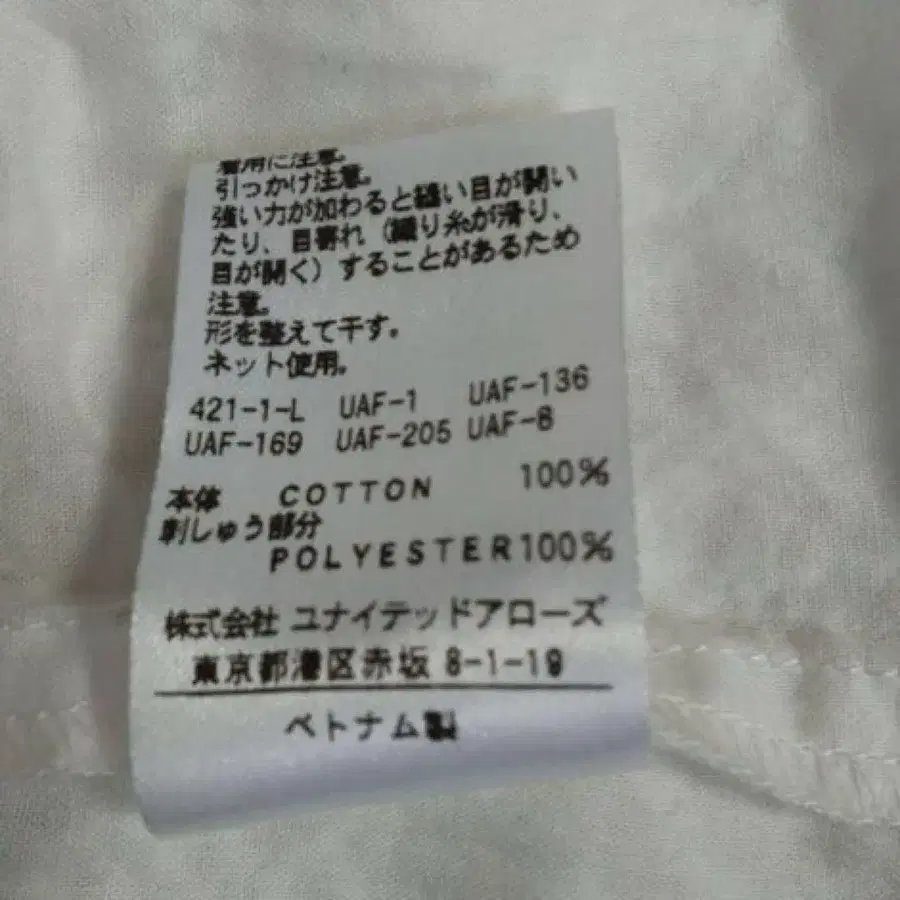 着用に注意。
引っかけ注意。
強い力が加わると縫い目が開い
たり、目寄れ（織り糸が滑り、
目が開く）することがあるため
注意。
形を整えて干す。
ネット使用。
421-1-L UAF-1 UAF-136
UAF-169 UAF-205 UAF-8
本体 COTTON 100%
刺しゅう部分
POLYESTER100%
株式会社 ユナイテッドアローズ
東京都港区赤坂 8-1-19
ベトナム製